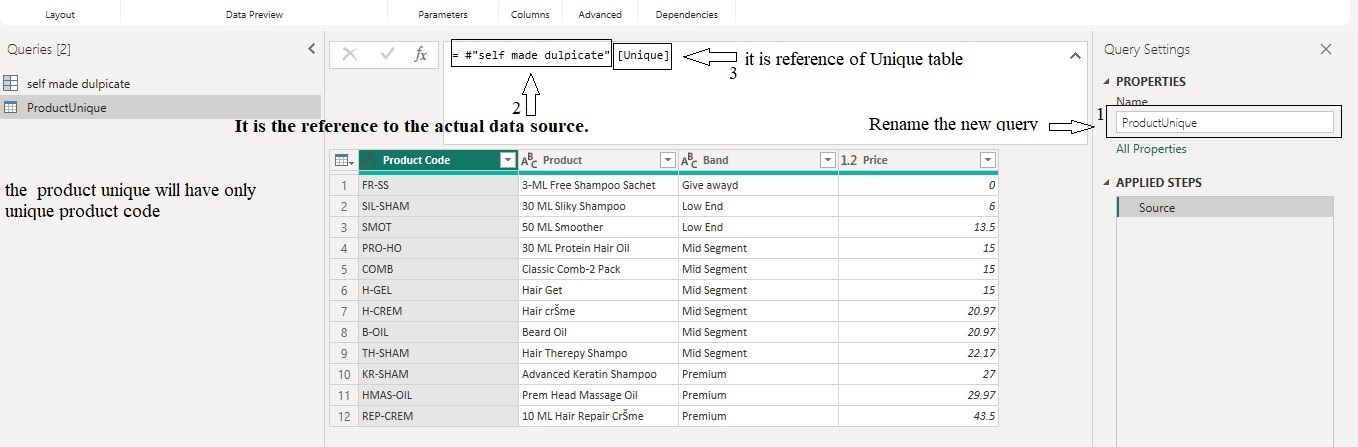 Layout Data Preview Parameters Columns Advanced Dependencies
Queries [2]
self made dulpicate
ProductUnique
= #"self made dulpicate" [Unique]
3 it is reference of Unique table
2
It is the reference to the actual data source.
Rename the new query
1
the product unique will have only
unique product code
Product Code Product Band 1.2 Price
1 FR-SS 3-ML Free Shampoo Sachet Give awayd 0
2 SIL-SHAM 30 ML Sliky Shampoo Low End 6
3 SMOT 50 ML Smoother Low End 13.5
4 PRO-HO 30 ML Protein Hair Oil Mid Segment 15
5 COMB Classic Comb-2 Pack Mid Segment 15
6 H-GEL Hair Get Mid Segment 15
7 H-CREM Hair crŠme Mid Segment 20.97
8 B-OIL Beard Oil Mid Segment 20.97
9 TH-SHAM Hair Therepy Shampo Mid Segment 22.17
10 KR-SHAM Advanced Keratin Shampoo Premium 27
11 HMAS-OIL Prem Head Massage Oil Premium 29.97
12 REP-CREM 10 ML Hair Repair CrŠme Premium 43.5
Query Settings
PROPERTIES
Name
ProductUnique
All Properties
APPLIED STEPS
Source